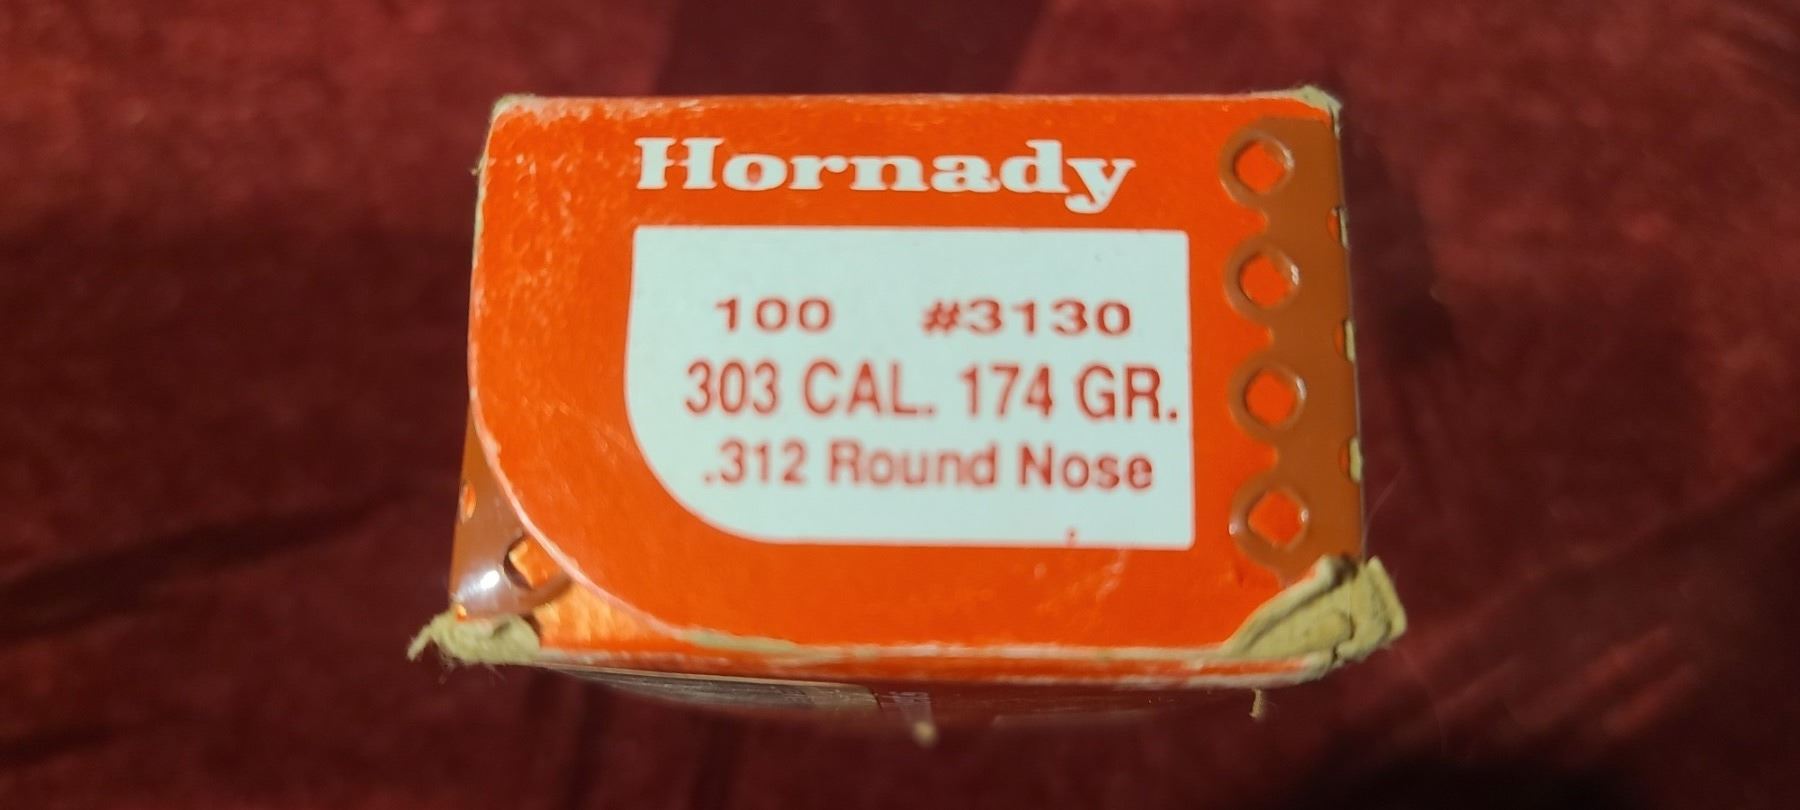 Hornady
100 #3130
303 CAL. 174 GR.
.312 Round Nose